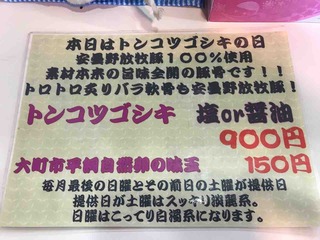 本日はトンコツゴシキの日
安曇野放牧豚100%使用
素材本来の旨味全開の豚骨です!!
トロトロ炙りバラ軟骨も安曇野放牧豚!
トンコツゴシキ 塩or醤油
900円
大町市平飼自然卵の味玉 150円
毎月最後の日曜とその前日の土曜が提供日
提供日が土曜はスッキリ淡麗系。
日曜はこってり白濁系になります。